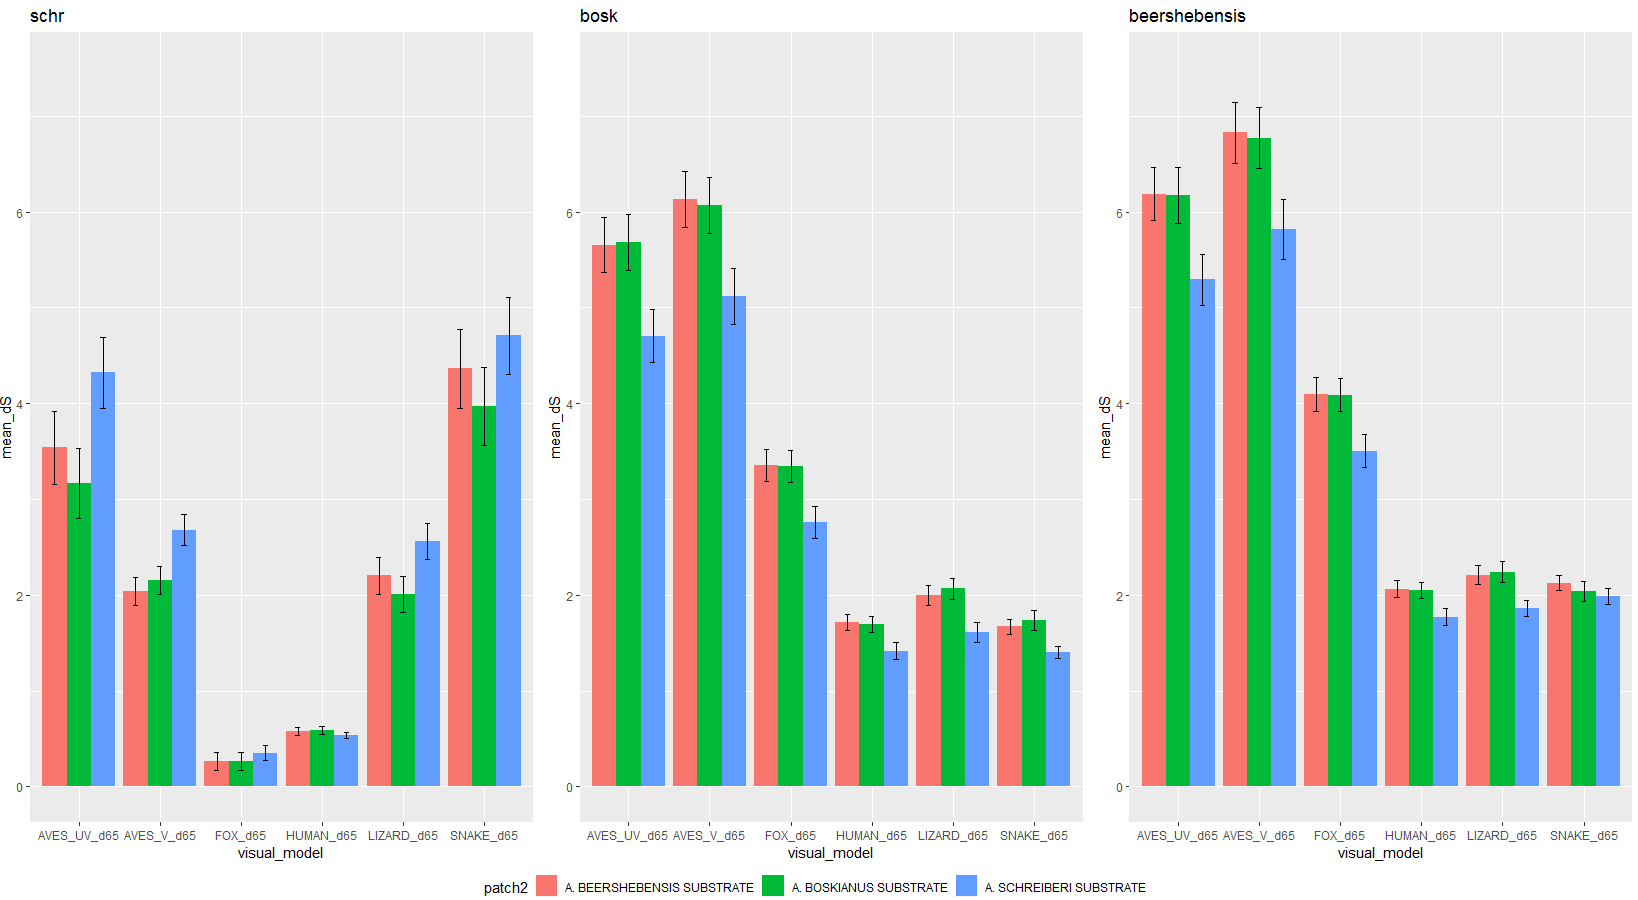 schr
bosk
beershebensis
mean_dS
6
4
2
0
AVES_UV_d65 AVES_V_d65 FOX_d65 HUMAN_d65 LIZARD_d65 SNAKE_d65
visual_model
mean_dS
6
4
2
0
AVES_UV_d65 AVES_V_d65 FOX_d65 HUMAN_d65 LIZARD_d65 SNAKE_d65
visual_model
mean_dS
6
4
2
0
AVES_UV_d65 AVES_V_d65 FOX_d65 HUMAN_d65 LIZARD_d65 SNAKE_d65
visual_model
patch2 A. BEERSHEBENSIS SUBSTRATE A. BOSKIANUS SUBSTRATE A. SCHREIBERI SUBSTRATE